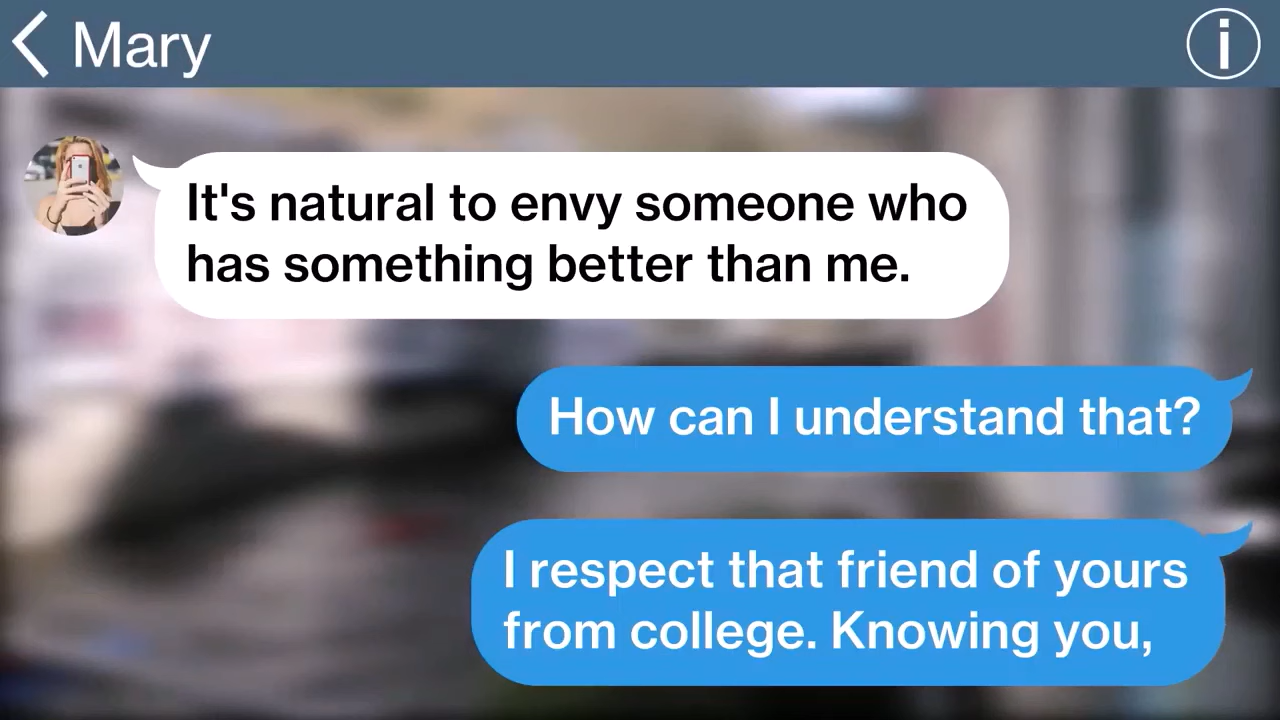 Mary
It's natural to envy someone who
has something better than me.
How can I understand that?
I respect that friend of yours
from college. Knowing you,